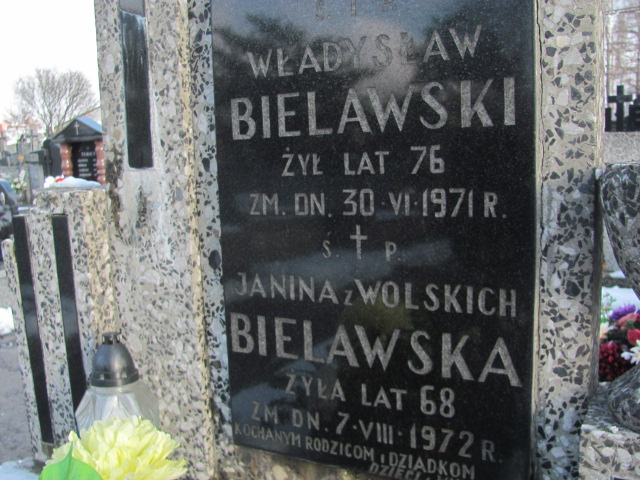 WŁADYSŁAW
BIELAWSKI
ŻYŁ LAT 76
ZM. DN. 30·VI·1971 R.
Ś. P.
JANINA z WOLSKICH
BIELAWSKA
ŻYŁA LAT 68
ZM. DN. 7·VIII·1972 R.
KOCHANYM RODZICOM i DZIADKOM
DZIECI